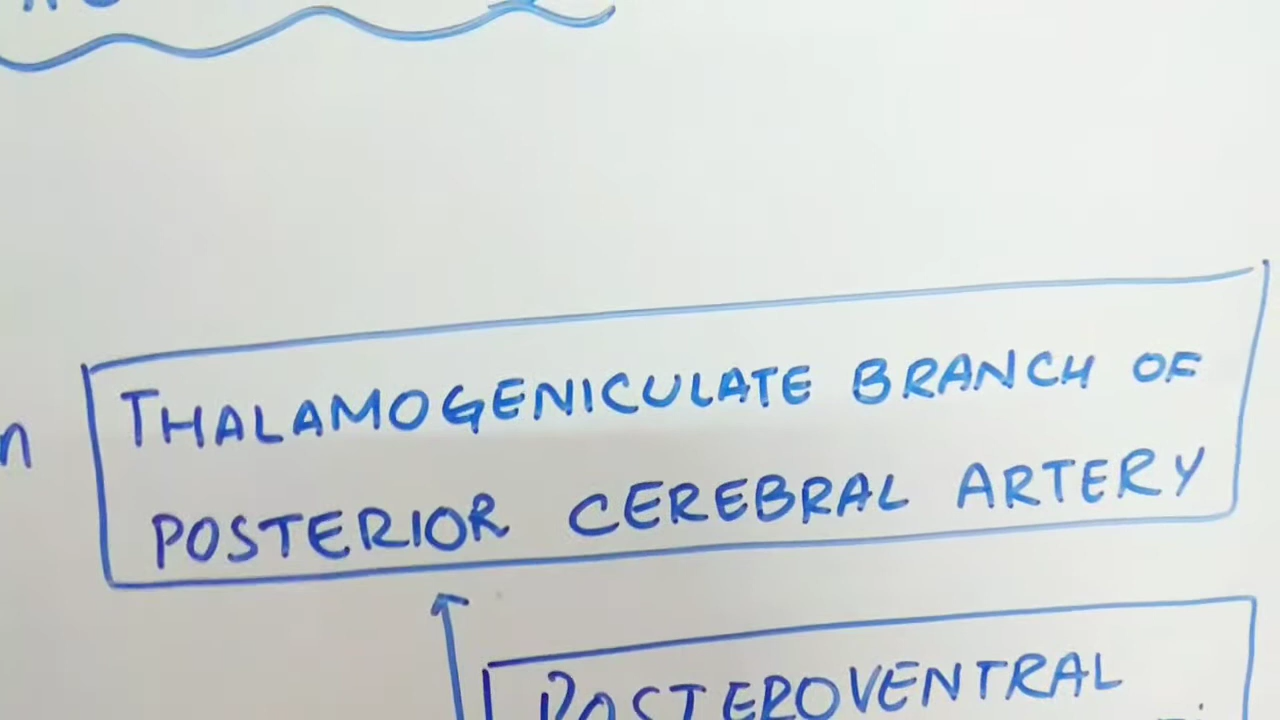 n
THALAMOGENICULATE BRANCH OF
POSTERIOR CEREBRAL ARTERY
POSTEROVENTRAL